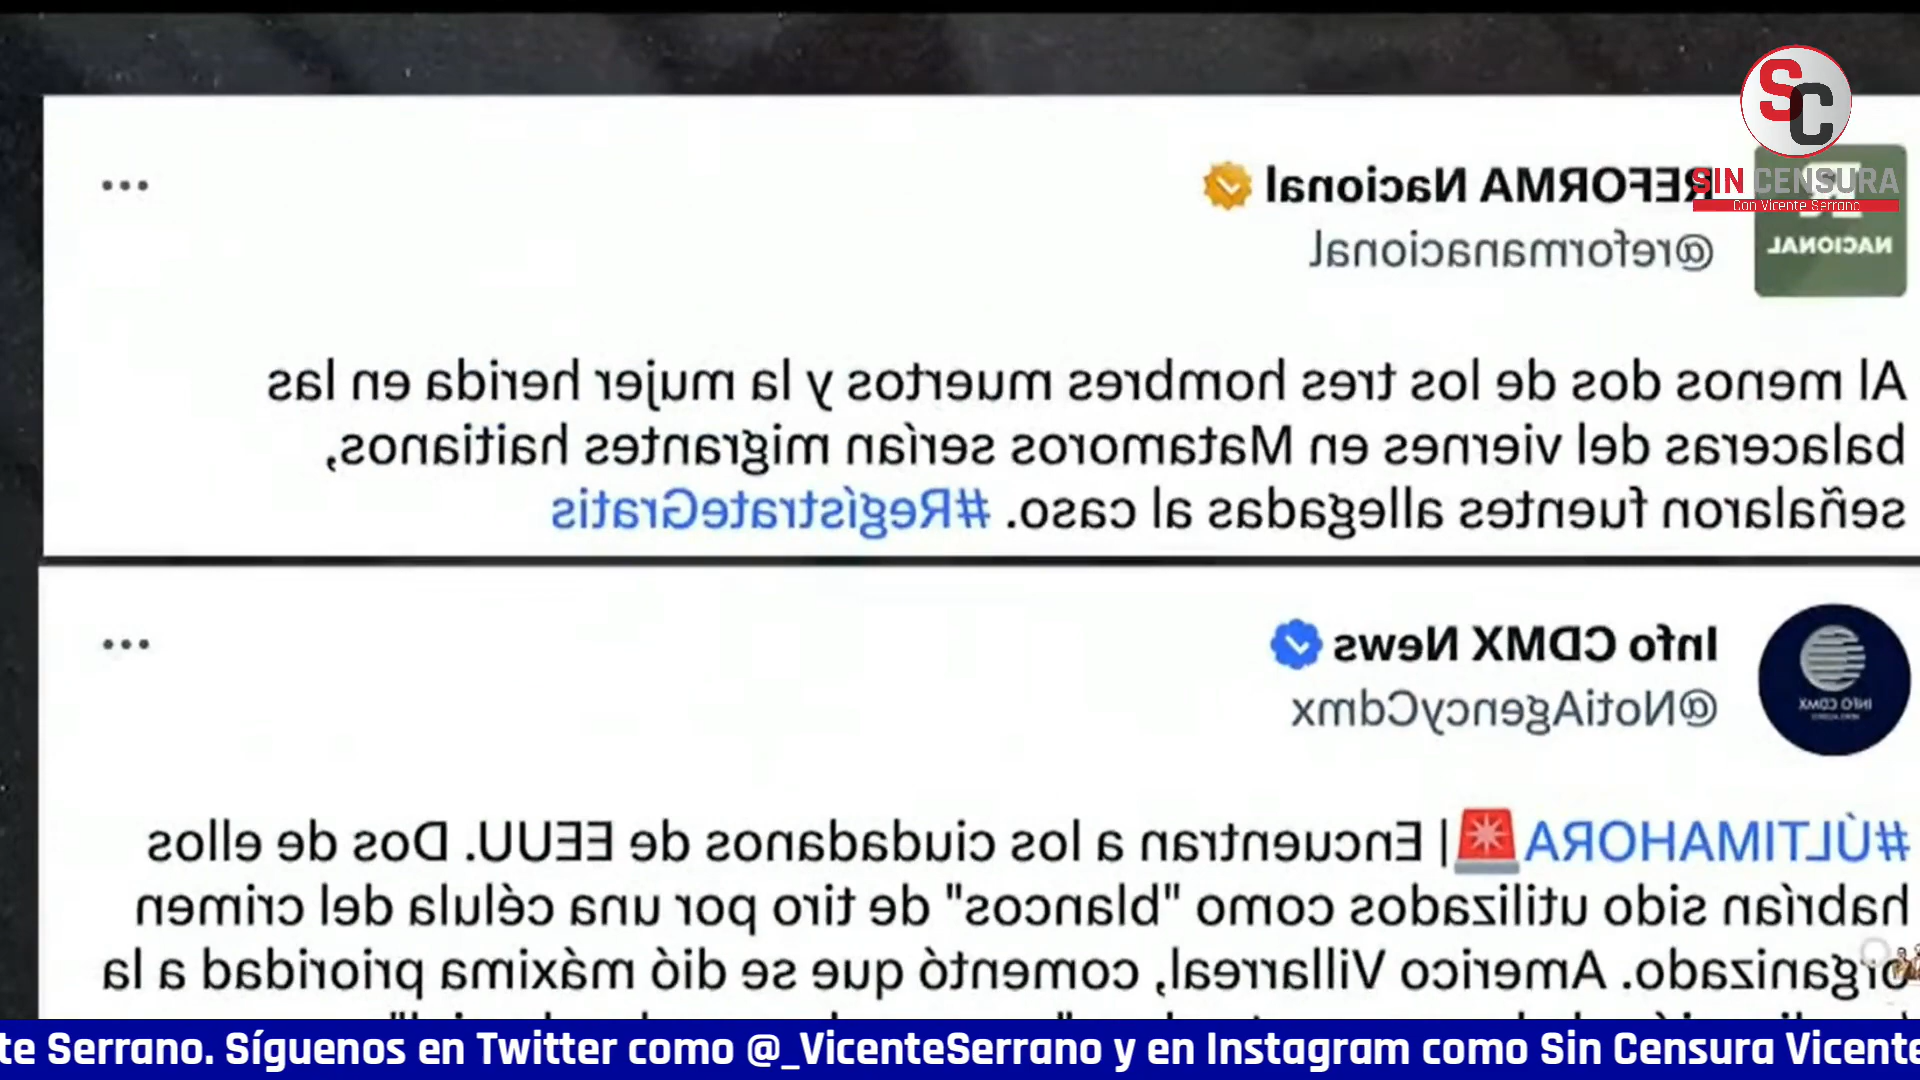 SC
SIN CENSURA
Con Vicente Serrano
REFORMA Nacional
@reformanacional
NACIONAL
Al menos dos de los tres hombres muertos y la mujer herida en las
balaceras del viernes en Matamoros serían migrantes haitianos,
señalaron fuentes allegadas al caso. #RegístrateGratis
Info CDMX News
@NotiAgencyCdmx
INFO CDMX
#ÚLTIMAHORA🚨| Encuentran a los ciudadanos de EEUU. Dos de ellos
habrían sido utilizados como "blancos" de tiro por una célula del crimen
organizado. Americo Villarreal, comentó que se dió máxima prioridad a la
te Serrano. Síguenos en Twitter como @_VicenteSerrano y en Instagram como Sin Censura Vicente